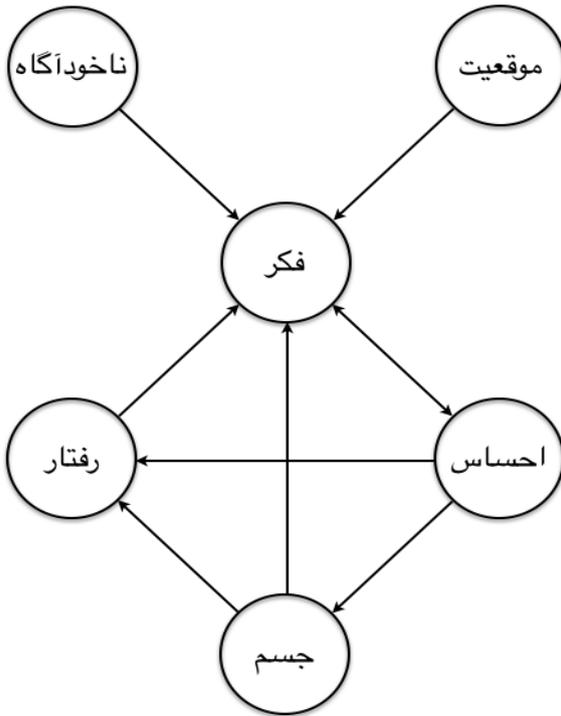 موقعیت
ناخودآگاه
فکر
احساس
رفتار
جسم